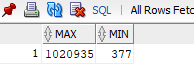 SQL | All Rows Fetc
MAX MIN
1 1020935 377